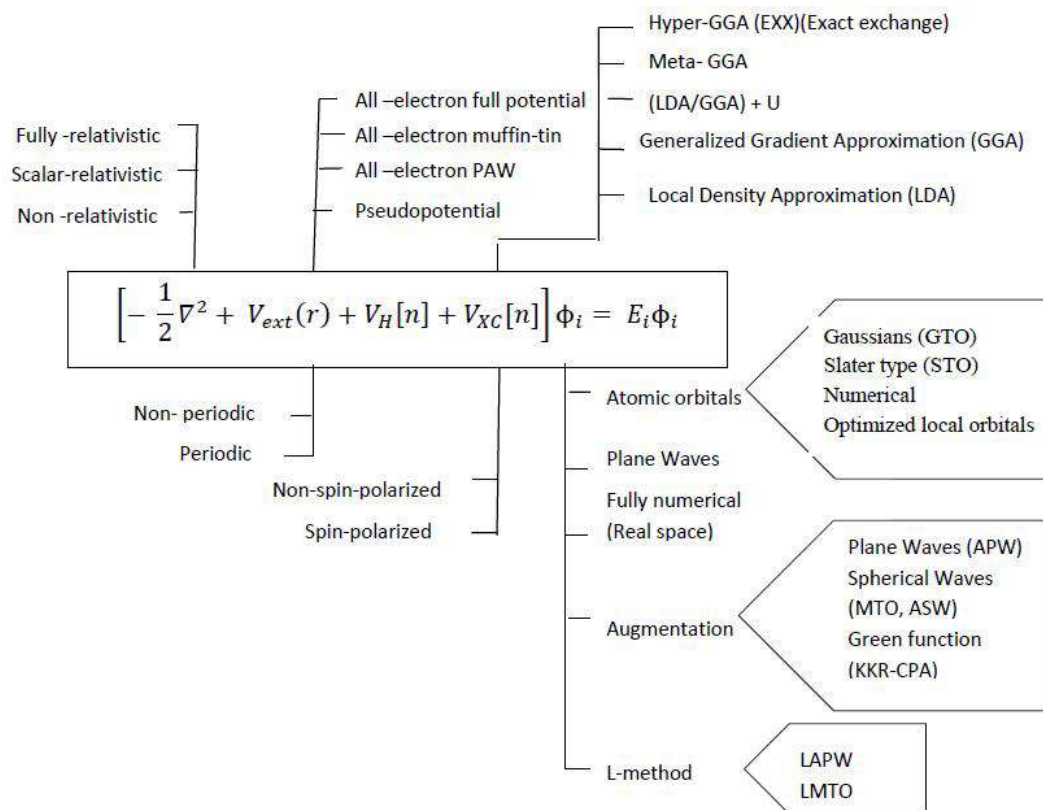 Hyper-GGA (EXX)(Exact exchange)
Meta- GGA
(LDA/GGA) + U
Generalized Gradient Approximation (GGA)
Local Density Approximation (LDA)
All –electron full potential
All –electron muffin-tin
All –electron PAW
Pseudopotential
Fully -relativistic
Scalar-relativistic
Non -relativistic
[- 1/2 ∇² + V_ext(r) + V_H[n] + V_XC[n]] ϕ_i = E_i ϕ_i
Non- periodic
Periodic
Non-spin-polarized
Spin-polarized
Atomic orbitals
Gaussians (GTO)
Slater type (STO)
Numerical
Optimized local orbitals
Plane Waves
Fully numerical
(Real space)
Augmentation
Plane Waves (APW)
Spherical Waves
(MTO, ASW)
Green function
(KKR-CPA)
L-method
LAPW
LMTO